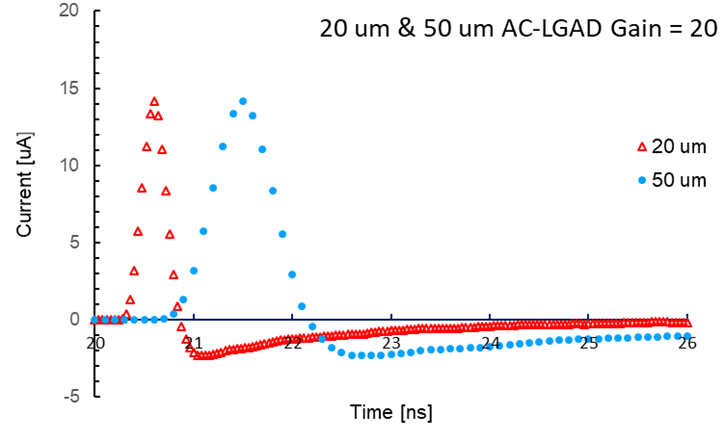 20 um & 50 um AC-LGAD Gain = 20
20
15
10
5
0
-5
Current [uA]
20 um
50 um
20 21 22 23 24 25 26
Time [ns]